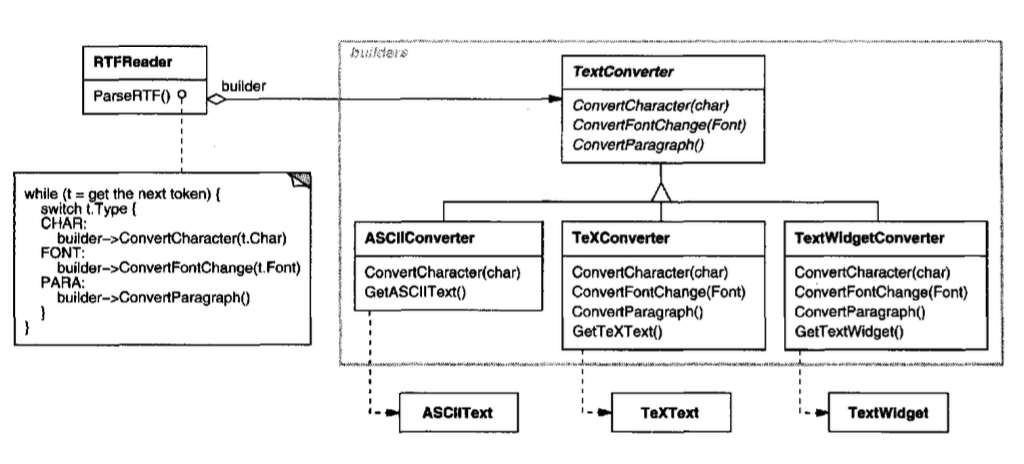 builders
RTFReader
ParseRTF()
builder
TextConverter
ConvertCharacter(char)
ConvertFontChange(Font)
ConvertParagraph()
while (t = get the next token) {
switch t.Type {
CHAR:
builder->ConvertCharacter(t.Char)
FONT:
builder->ConvertFontChange(t.Font)
PARA:
builder->ConvertParagraph()
}
}
ASCIIConverter
ConvertCharacter(char)
GetASCIIText()
TeXConverter
ConvertCharacter(char)
ConvertFontChange(Font)
ConvertParagraph()
GetTeXText()
TextWidgetConverter
ConvertCharacter(char)
ConvertFontChange(Font)
ConvertParagraph()
GetTextWidget()
ASCIIText
TeXText
TextWidget